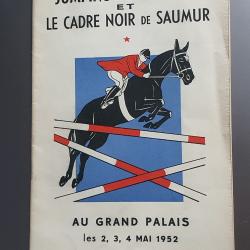 ET
LE CADRE NOIR DE SAUMUR
AU GRAND PALAIS
les 2, 3, 4 MAI 1952